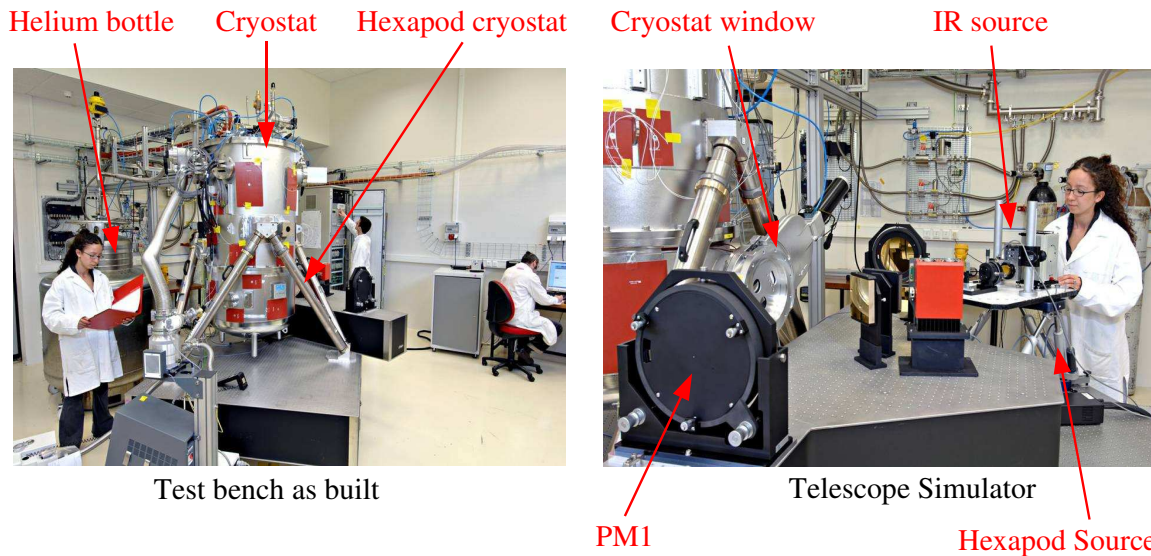 Helium bottle
Cryostat
Hexapod cryostat
Cryostat window
IR source
Test bench as built
Telescope Simulator
PM1
Hexapod Source